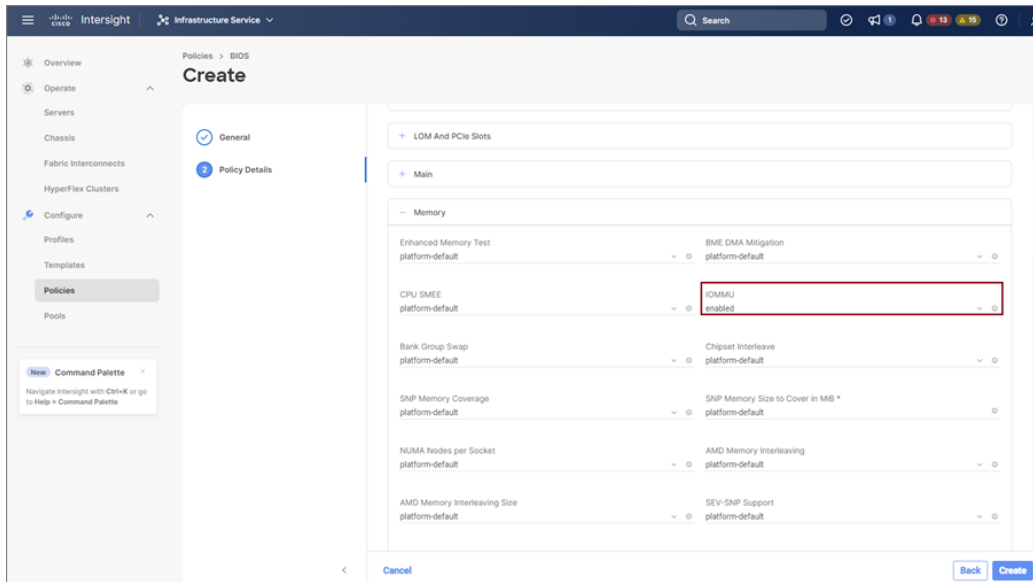 cisco Intersight
Infrastructure Service
Search
1
13
15
Overview
Operate
Servers
Chassis
Fabric Interconnects
HyperFlex Clusters
Configure
Profiles
Templates
Policies
Pools
New Command Palette
Navigate Intersight with Ctrl+K or go
to Help > Command Palette
Policies > BIOS
Create
General
2 Policy Details
+ LOM And PCIe Slots
+ Main
− Memory
Enhanced Memory Test
platform-default
BME DMA Mitigation
platform-default
CPU SMEE
platform-default
IOMMU
enabled
Bank Group Swap
platform-default
Chipset Interleave
platform-default
SNP Memory Coverage
platform-default
SNP Memory Size to Cover in MiB *
platform-default
NUMA Nodes per Socket
platform-default
AMD Memory Interleaving
platform-default
AMD Memory Interleaving Size
platform-default
SEV-SNP Support
platform-default
Cancel
Back
Create